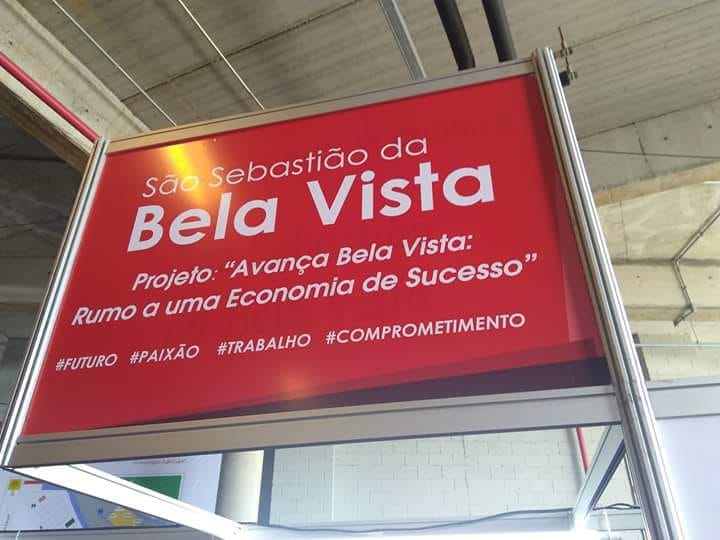 São Sebastião da
Bela Vista
Projeto: “Avança Bela Vista:
Rumo a uma Economia de Sucesso”
#FUTURO #PAIXÃO #TRABALHO #COMPROMETIMENTO